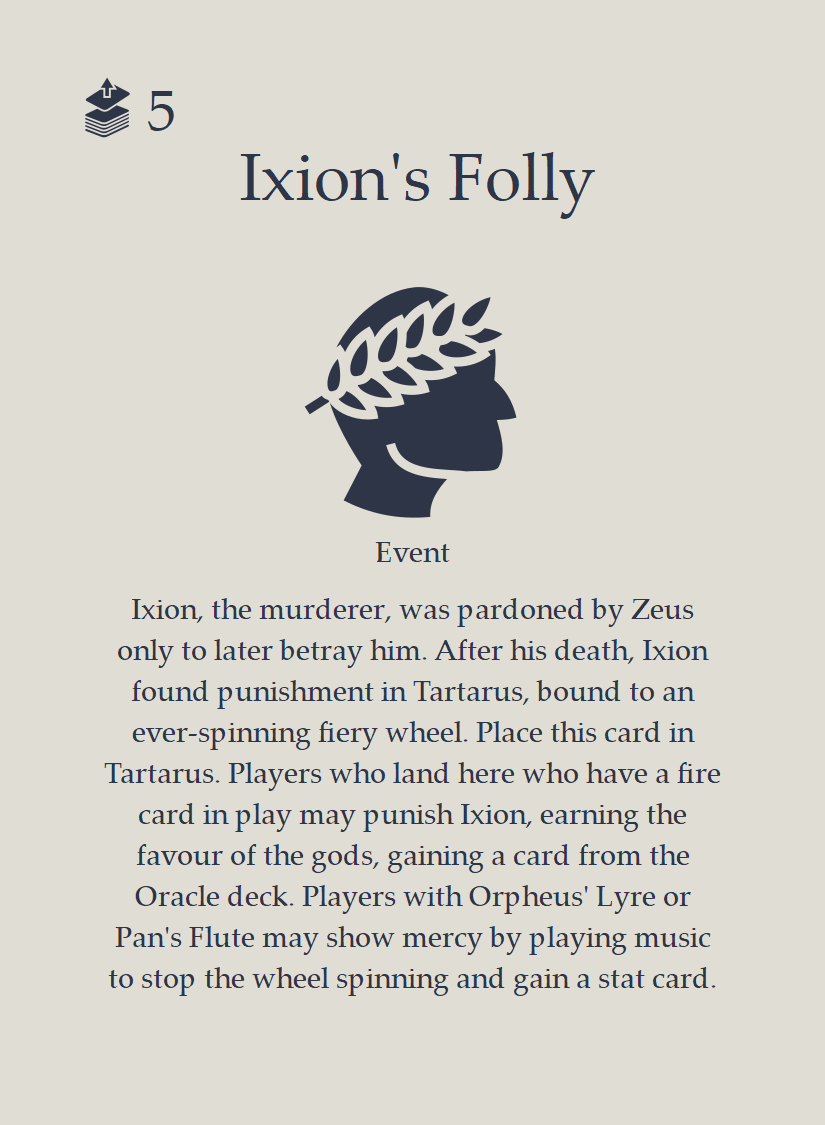 5
Ixion's Folly
Event
Ixion, the murderer, was pardoned by Zeus
only to later betray him. After his death, Ixion
found punishment in Tartarus, bound to an
ever-spinning fiery wheel. Place this card in
Tartarus. Players who land here who have a fire
card in play may punish Ixion, earning the
favour of the gods, gaining a card from the
Oracle deck. Players with Orpheus' Lyre or
Pan's Flute may show mercy by playing music
to stop the wheel spinning and gain a stat card.